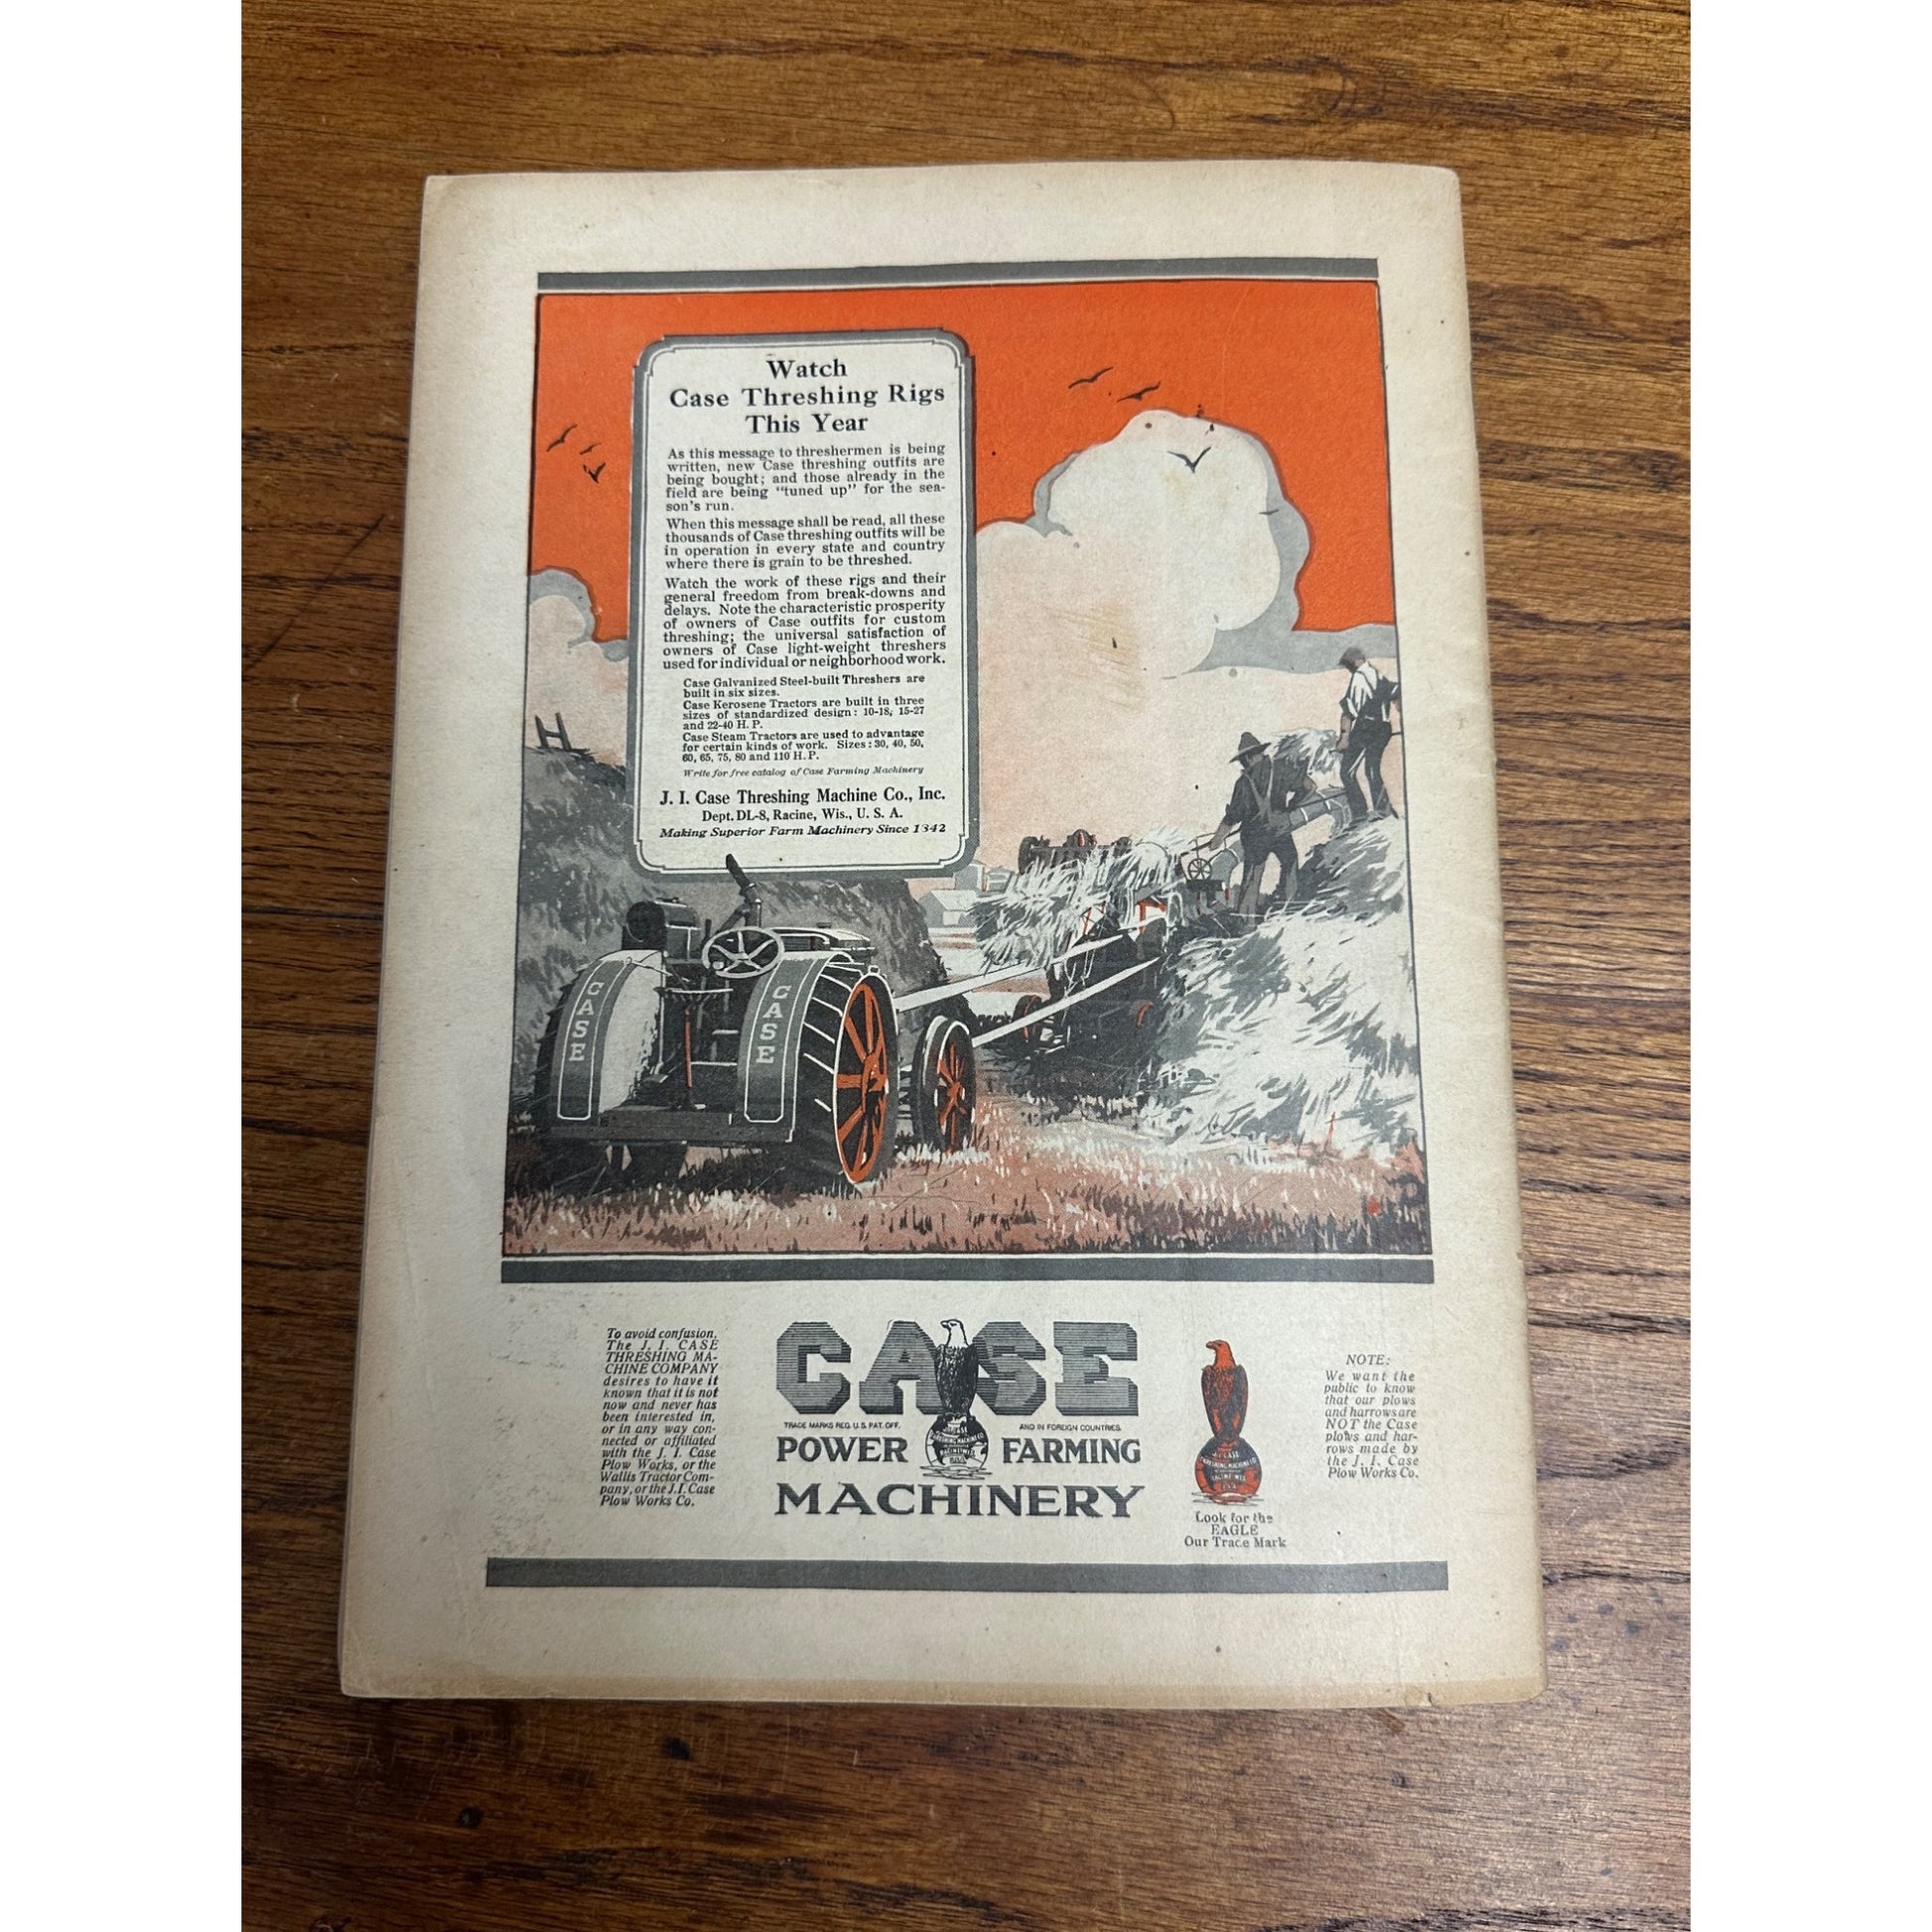 Watch
Case Threshing Rigs
This Year
As this message to threshermen is being
written, new Case threshing outfits are
being bought; and those already in the
field are being "tuned up" for the sea-
son's run.
When this message shall be read, all these
thousands of Case threshing outfits will be
in operation in every state and country
where there is grain to be threshed.
Watch the work of these rigs and their
general freedom from break-downs and
delays. Note the characteristic prosperity
of owners of Case outfits for custom
threshing; the universal satisfaction of
owners of Case light-weight threshers
used for individual or neighborhood work.
Case Galvanized Steel-built Threshers are
built in six sizes.
Case Kerosene Tractors are built in three
sizes of standardized design: 10-18, 15-27
and 22-40 H. P.
Case Steam Tractors are used to advantage
for certain kinds of work. Sizes: 30, 40, 50,
60, 65, 75, 80 and 110 H. P.
Write for free catalog of Case Farming Machinery
J. I. Case Threshing Machine Co., Inc.
Dept. DL-8, Racine, Wis., U. S. A.
Making Superior Farm Machinery Since 1842
CASE
CASE
To avoid confusion,
The J. I. CASE
THRESHING MA-
CHINE COMPANY
desires to have it
known that it is not
now and never has
been interested in,
or in any way con-
nected or affiliated
with the J. I. Case
Plow Works, or the
Wallis Tractor Com-
pany, or the J.I. Case
Plow Works Co.
CASE
TRADE MARKS REG. U.S. PAT. OFF.
AND IN FOREIGN COUNTRIES.
J.I. CASE
THRESHING MACHINE CO
RACINE, WIS.
U.S.A.
POWER FARMING
MACHINERY
J.I. CASE
THRESHING MACHINE CO
RACINE, WIS.
U.S.A.
Look for the
EAGLE
Our Trade Mark
NOTE:
We want the
public to know
that our plows
and harrows are
NOT the Case
plows and har-
rows made by
the J. I. Case
Plow Works Co.